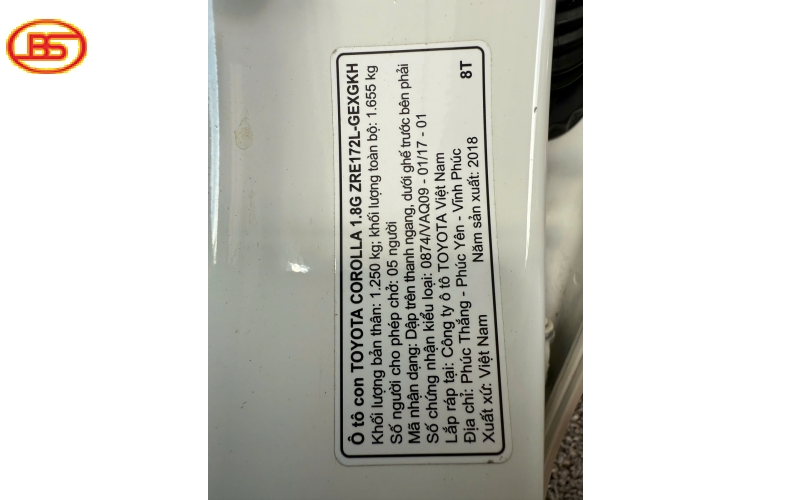 BS
Ô tô con TOYOTA COROLLA 1.8G ZRE172L-GEXGKH
Khối lượng bản thân: 1.250 kg; khối lượng toàn bộ: 1.655 kg
Số người cho phép chở: 05 người
Mã nhận dạng: Dập trên thanh ngang, dưới ghế trước bên phải
Số chứng nhận kiểu loại: 0874/VAQ09 - 01/17 - 01
Lắp ráp tại: Công ty ô tô TOYOTA Việt Nam
Địa chỉ: Phúc Thắng - Phúc Yên - Vĩnh Phúc
Xuất xứ: Việt Nam Năm sản xuất: 2018
8T